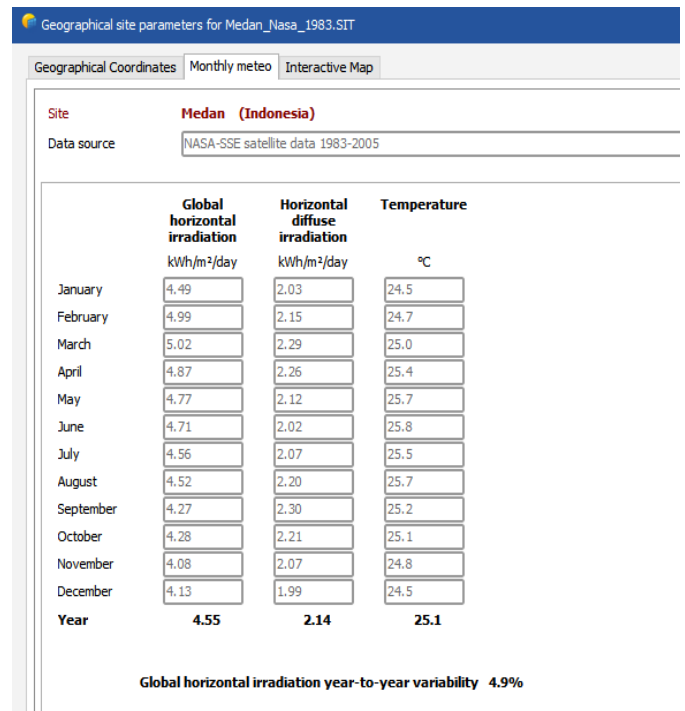 Geographical site parameters for Medan_Nasa_1983.SIT
Geographical Coordinates Monthly meteo Interactive Map
Site Medan (Indonesia)
Data source NASA-SSE satellite data 1983-2005
Global horizontal irradiation Horizontal diffuse irradiation Temperature
kWh/m²/day kWh/m²/day °C
January 4.49 2.03 24.5
February 4.99 2.15 24.7
March 5.02 2.29 25.0
April 4.87 2.26 25.4
May 4.77 2.12 25.7
June 4.71 2.02 25.8
July 4.56 2.07 25.5
August 4.52 2.20 25.7
September 4.27 2.30 25.2
October 4.28 2.21 25.1
November 4.08 2.07 24.8
December 4.13 1.99 24.5
Year 4.55 2.14 25.1
Global horizontal irradiation year-to-year variability 4.9%